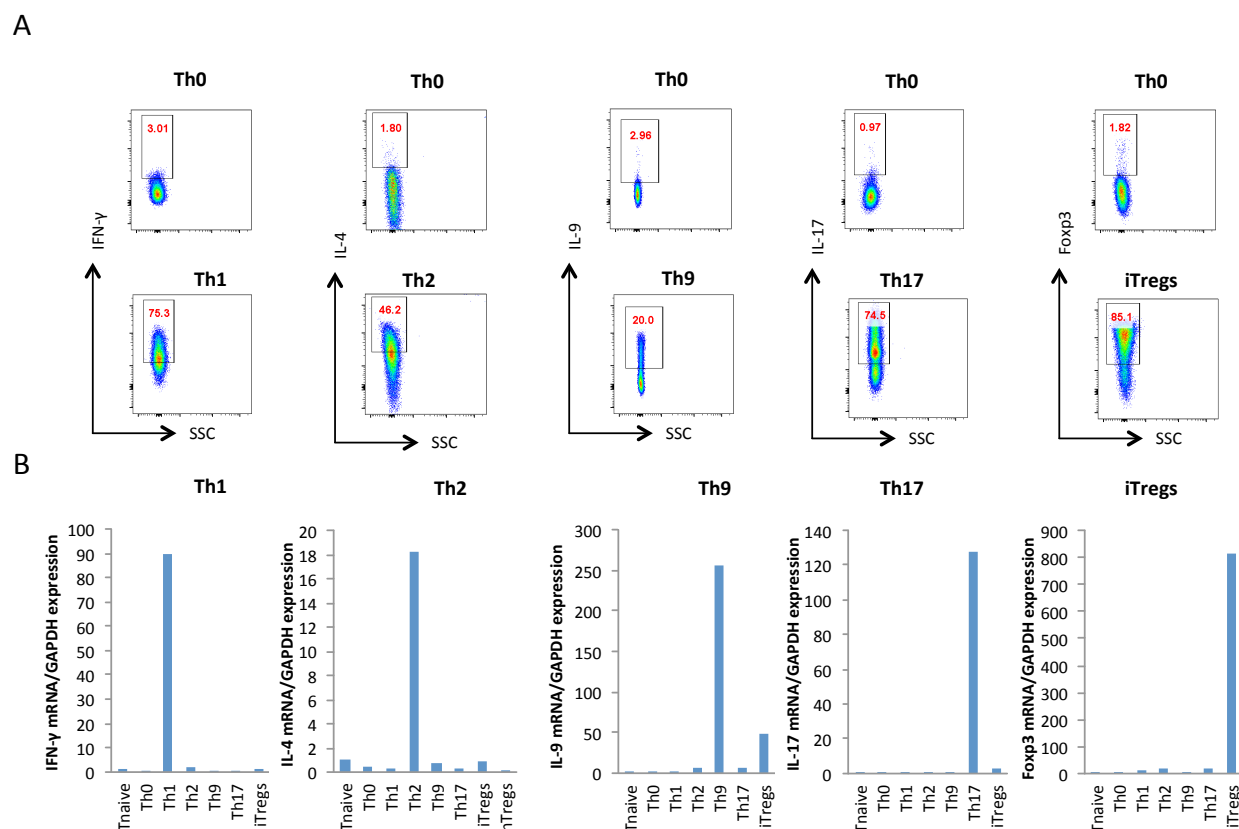 A
Th0 Th0 Th0 Th0 Th0
3.01 1.80 2.96 0.97 1.82
IFN-γ IL-4 IL-9 IL-17 Foxp3
Th1 Th2 Th9 Th17 iTregs
75.3 46.2 20.0 74.5 85.1
SSC SSC SSC SSC SSC
B
Th1 Th2 Th9 Th17 iTregs
IFN-γ mRNA/GAPDH expression
100
90
80
70
60
50
40
30
20
10
0
Tnaive Th0 Th1 Th2 Th9 Th17 iTregs
IL-4 mRNA/GAPDH expression
20
18
16
14
12
10
8
6
4
2
0
Tnaive Th0 Th1 Th2 Th9 Th17 iTregs nTregs
IL-9 mRNA/GAPDH expression
300
250
200
150
100
50
0
Tnaive Th0 Th1 Th2 Th9 Th17 iTregs
IL-17 mRNA/GAPDH expression
140
120
100
80
60
40
20
0
Tnaive Th0 Th1 Th2 Th9 Th17 iTregs
Foxp3 mRNA/GAPDH expression
900
800
700
600
500
400
300
200
100
0
Tnaive Th0 Th1 Th2 Th9 Th17 iTregs